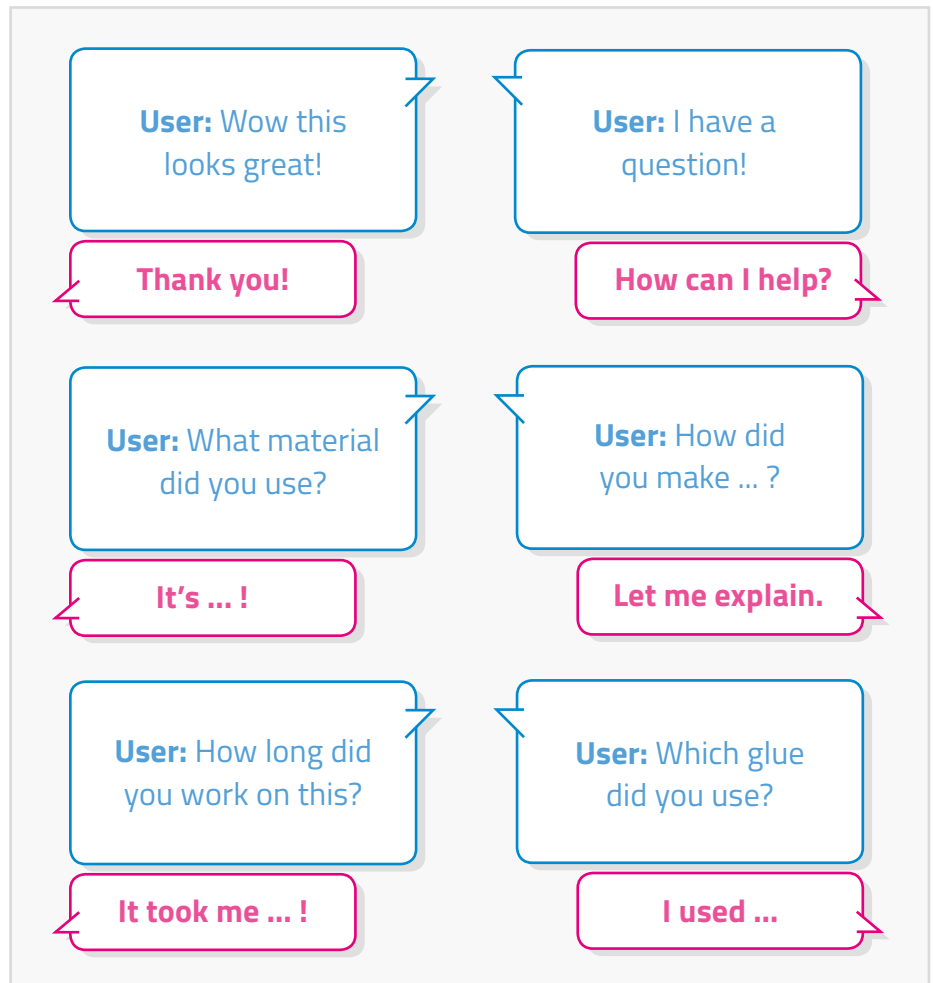 User: Wow this
looks great!
Thank you!
User: I have a
question!
How can I help?
User: What material
did you use?
It's ... !
User: How did
you make ... ?
Let me explain.
User: How long did
you work on this?
It took me ... !
User: Which glue
did you use?
I used ...